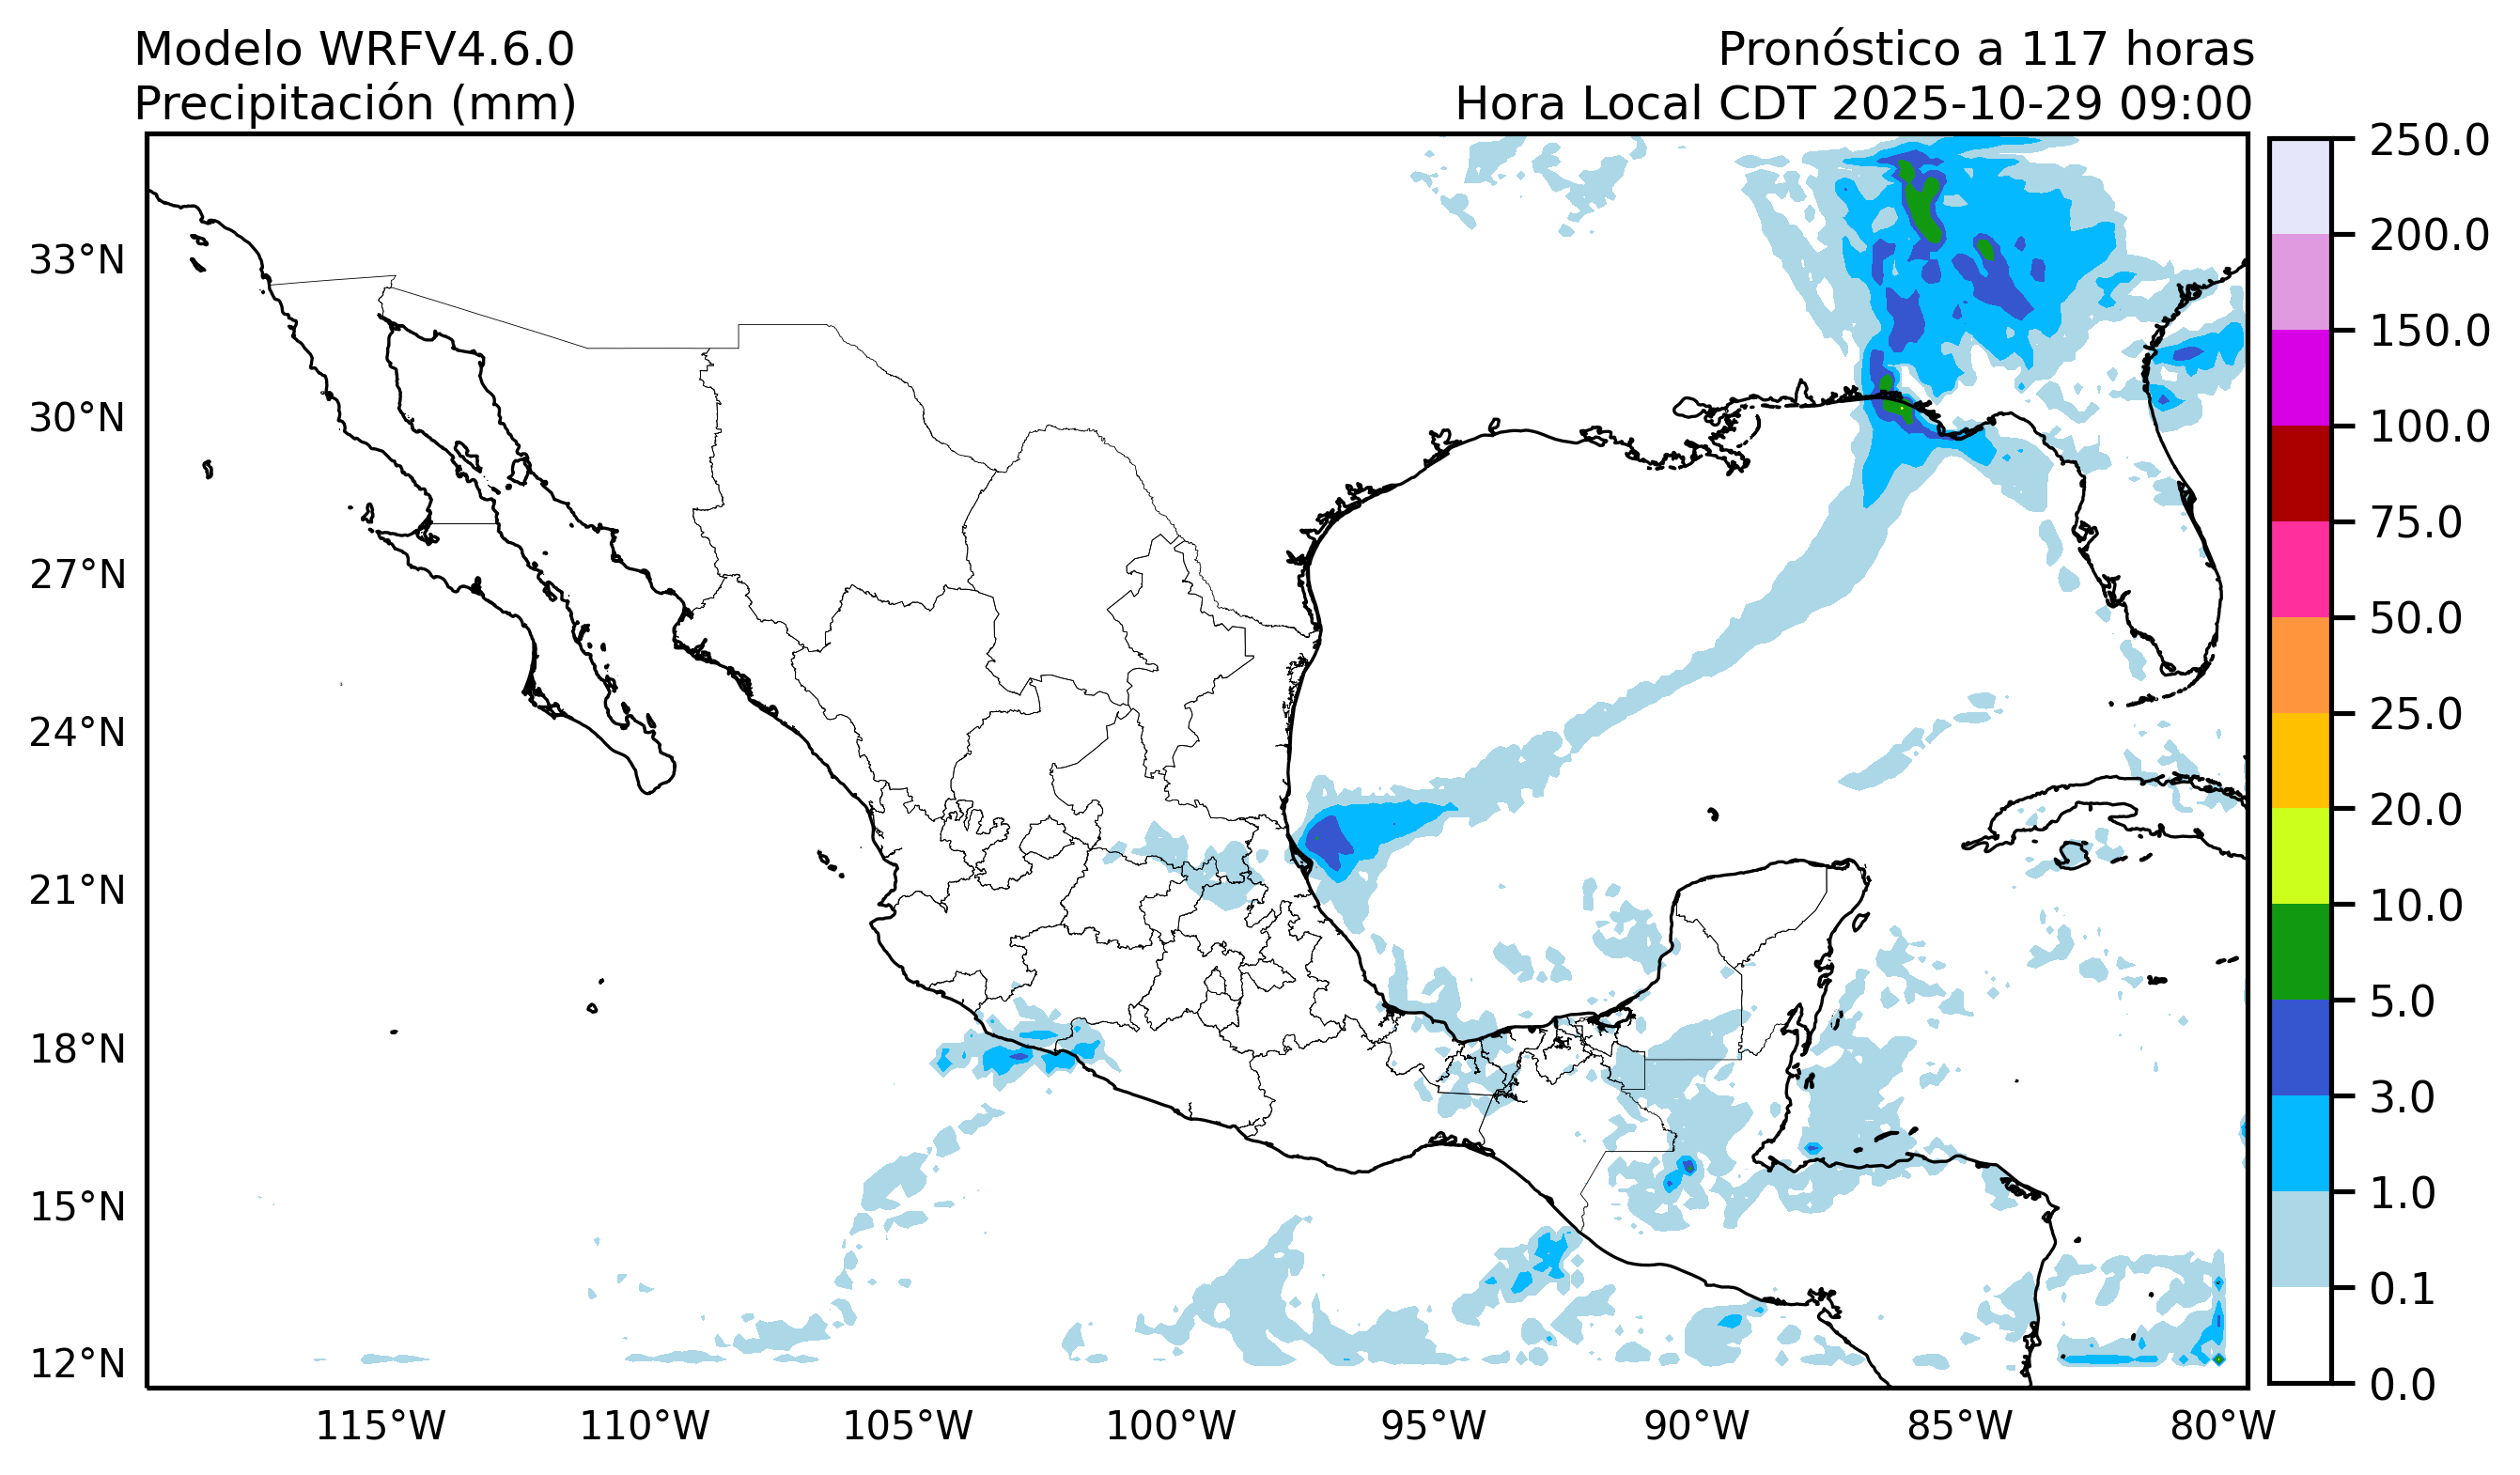 Modelo WRFV4.6.0
Precipitación (mm)
Pronóstico a 117 horas
Hora Local CDT 2025-10-29 09:00
33°N
30°N
27°N
24°N
21°N
18°N
15°N
12°N
115°W
110°W
105°W
100°W
95°W
90°W
85°W
80°W
250.0
200.0
150.0
100.0
75.0
50.0
25.0
20.0
10.0
5.0
3.0
1.0
0.1
0.0